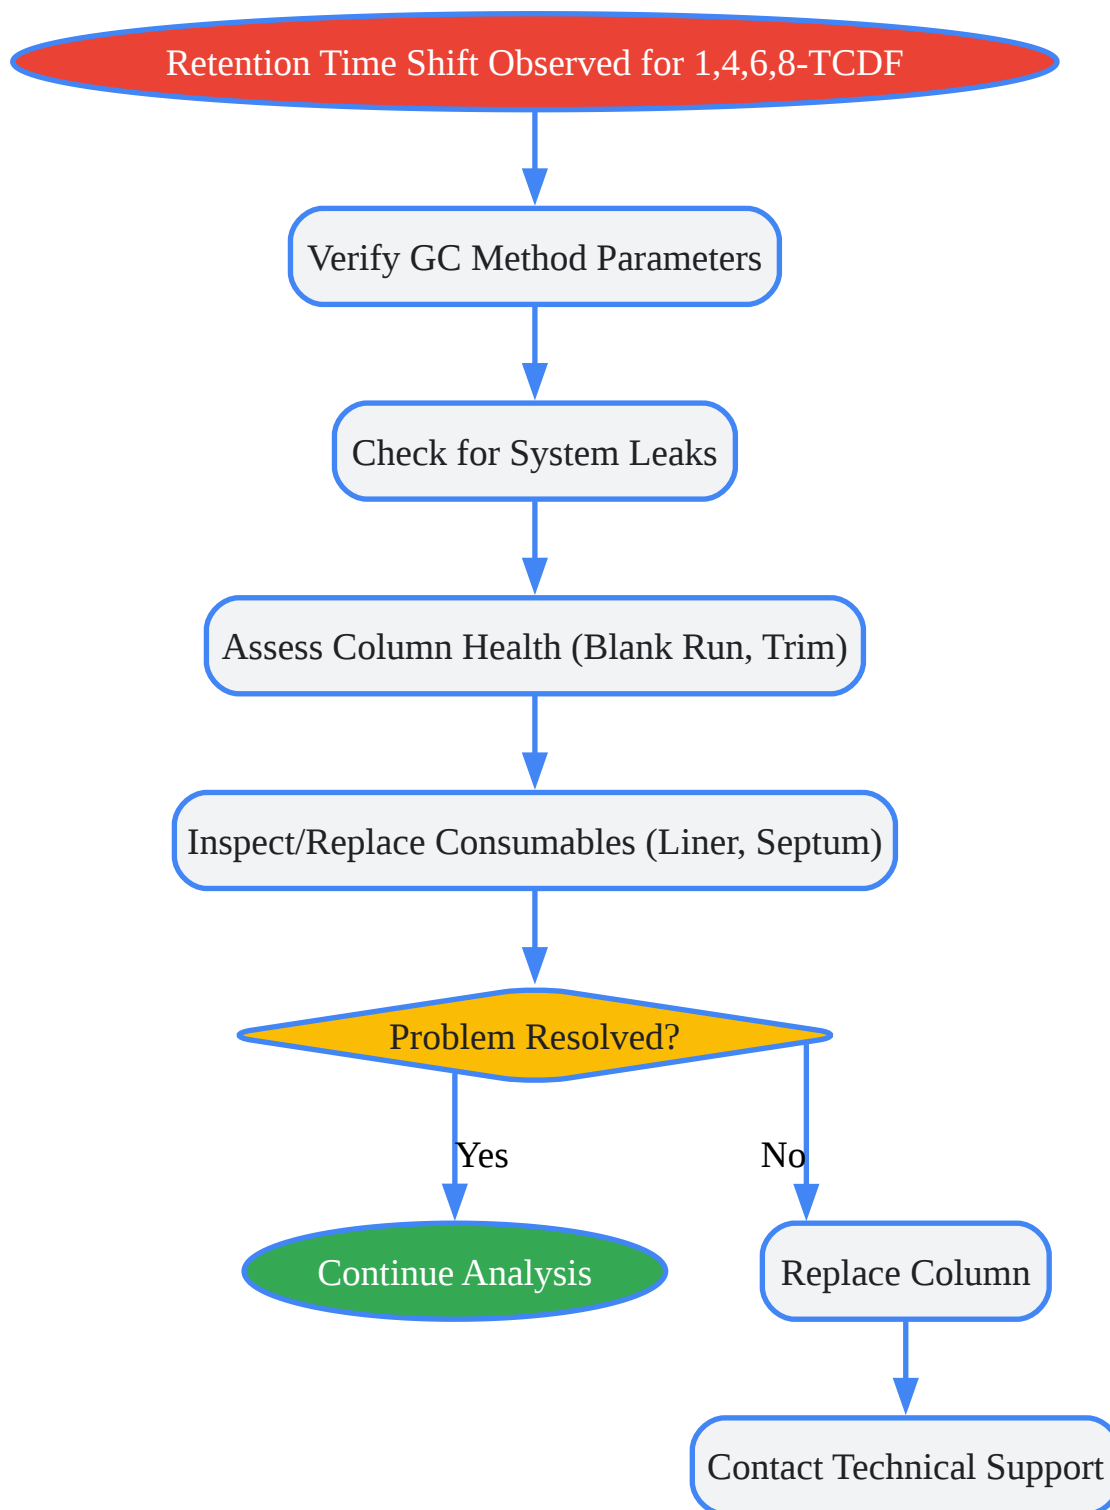 Retention Time Shift Observed for 1,4,6,8-TCDF
Verify GC Method Parameters
Check for System Leaks
Assess Column Health (Blank Run, Trim)
Inspect/Replace Consumables (Liner, Septum)
Problem Resolved?
Yes
No
Continue Analysis
Replace Column
Contact Technical Support